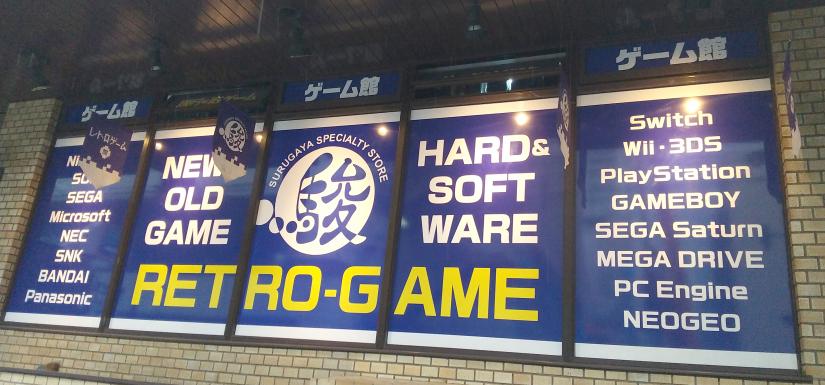 ゲーム館
ゲーム館
ゲーム館
レトロゲーム
駿
SEGA
Microsoft
NEC
SNK
BANDAI
Panasonic
NEW
OLD
GAME
SURUGAYA SPECIALTY STORE
駿
HARD&
SOFT
WARE
RETRO-GAME
Switch
Wii・3DS
PlayStation
GAMEBOY
SEGA Saturn
MEGA DRIVE
PC Engine
NEOGEO